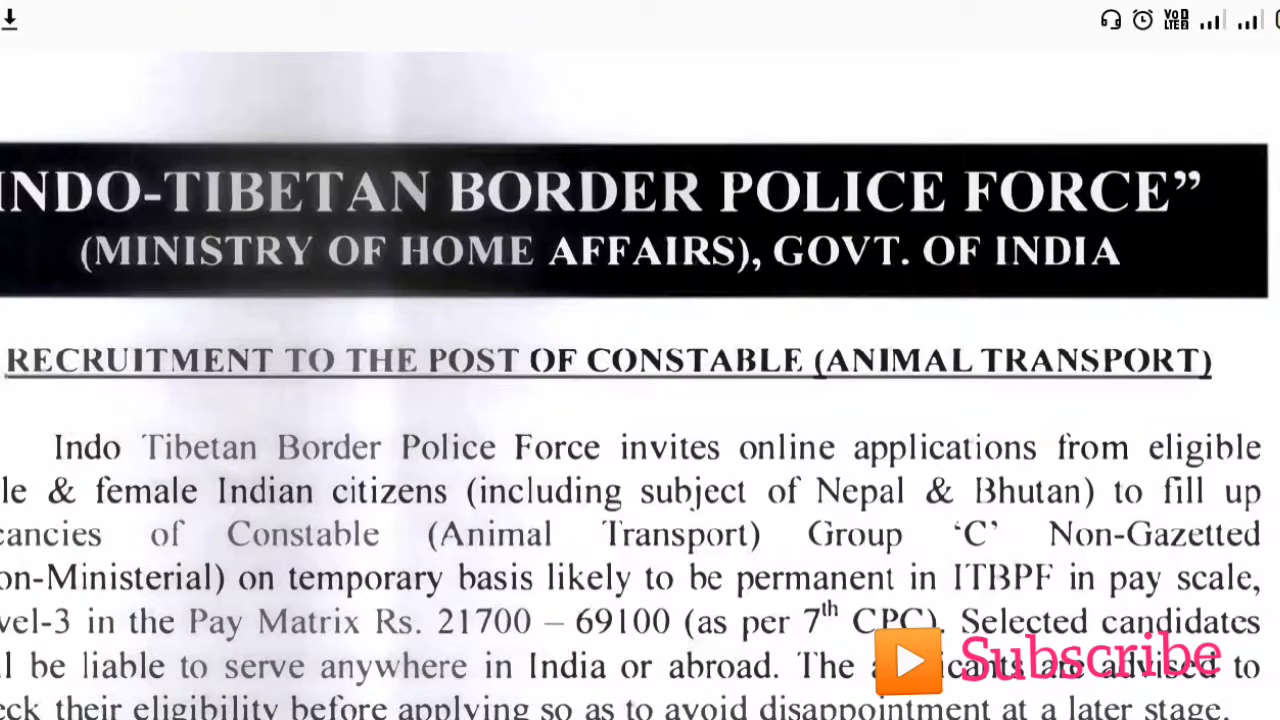 INDO-TIBETAN BORDER POLICE FORCE”
(MINISTRY OF HOME AFFAIRS), GOVT. OF INDIA
RECRUITMENT TO THE POST OF CONSTABLE (ANIMAL TRANSPORT)
Indo Tibetan Border Police Force invites online applications from eligible
le & female Indian citizens (including subject of Nepal & Bhutan) to fill up
cancies of Constable (Animal Transport) Group ‘C’ Non-Gazetted
on-Ministerial) on temporary basis likely to be permanent in ITBPF in pay scale,
vel-3 in the Pay Matrix Rs. 21700 – 69100 (as per 7th CPC). Selected candidates
l be liable to serve anywhere in India or abroad. The are advised to
Subscribe
eck their eligibility before applying so as to avoid disappointment at a later stage.